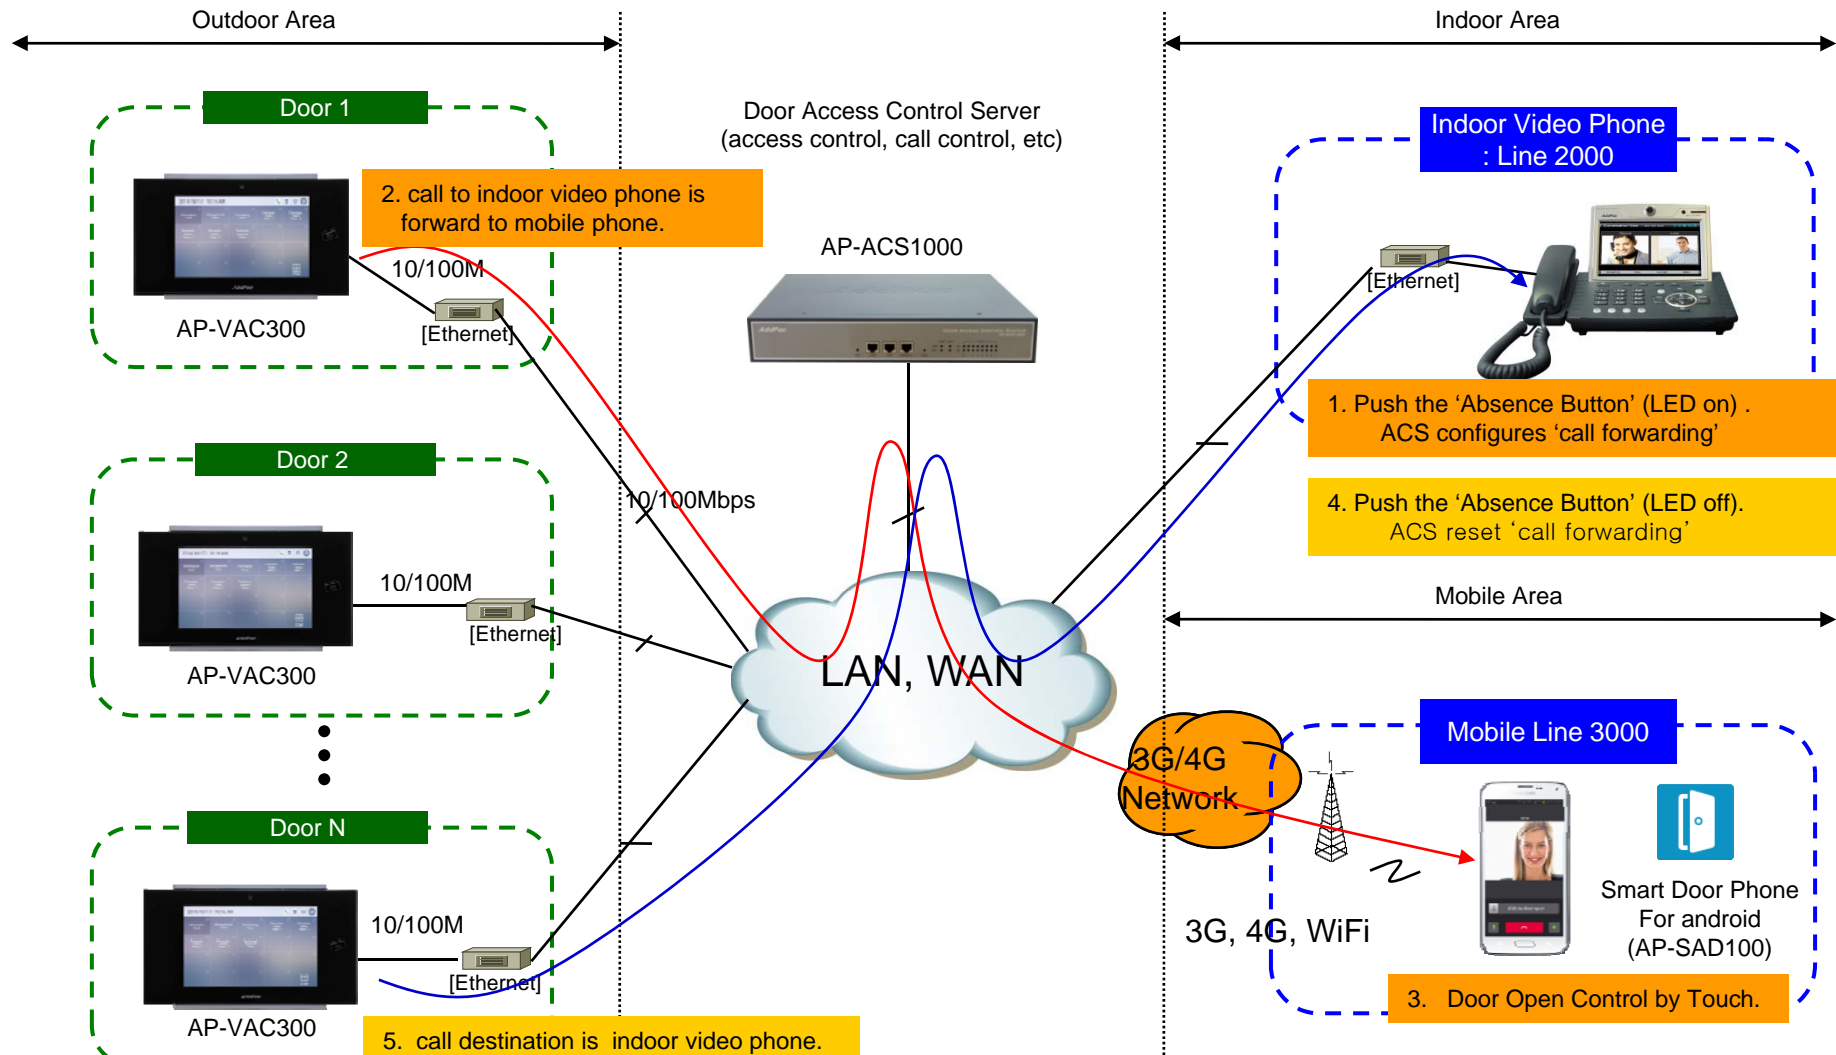 Outdoor Area
Indoor Area
Door 1
Door Access Control Server
(access control, call control, etc)
Indoor Video Phone
: Line 2000
2. call to indoor video phone is
forward to mobile phone.
10/100M
[Ethernet]
AP-VAC300
AP-ACS1000
AddPac
[Ethernet]
1. Push the ‘Absence Button’ (LED on) .
ACS configures ‘call forwarding’
4. Push the ‘Absence Button’ (LED off).
ACS reset ‘call forwarding’
Door 2
10/100Mbps
10/100M
[Ethernet]
AP-VAC300
LAN, WAN
Mobile Area
3G/4G
Network
Mobile Line 3000
Smart Door Phone
For android
(AP-SAD100)
3G, 4G, WiFi
3. Door Open Control by Touch.
Door N
10/100M
[Ethernet]
AP-VAC300
5. call destination is indoor video phone.